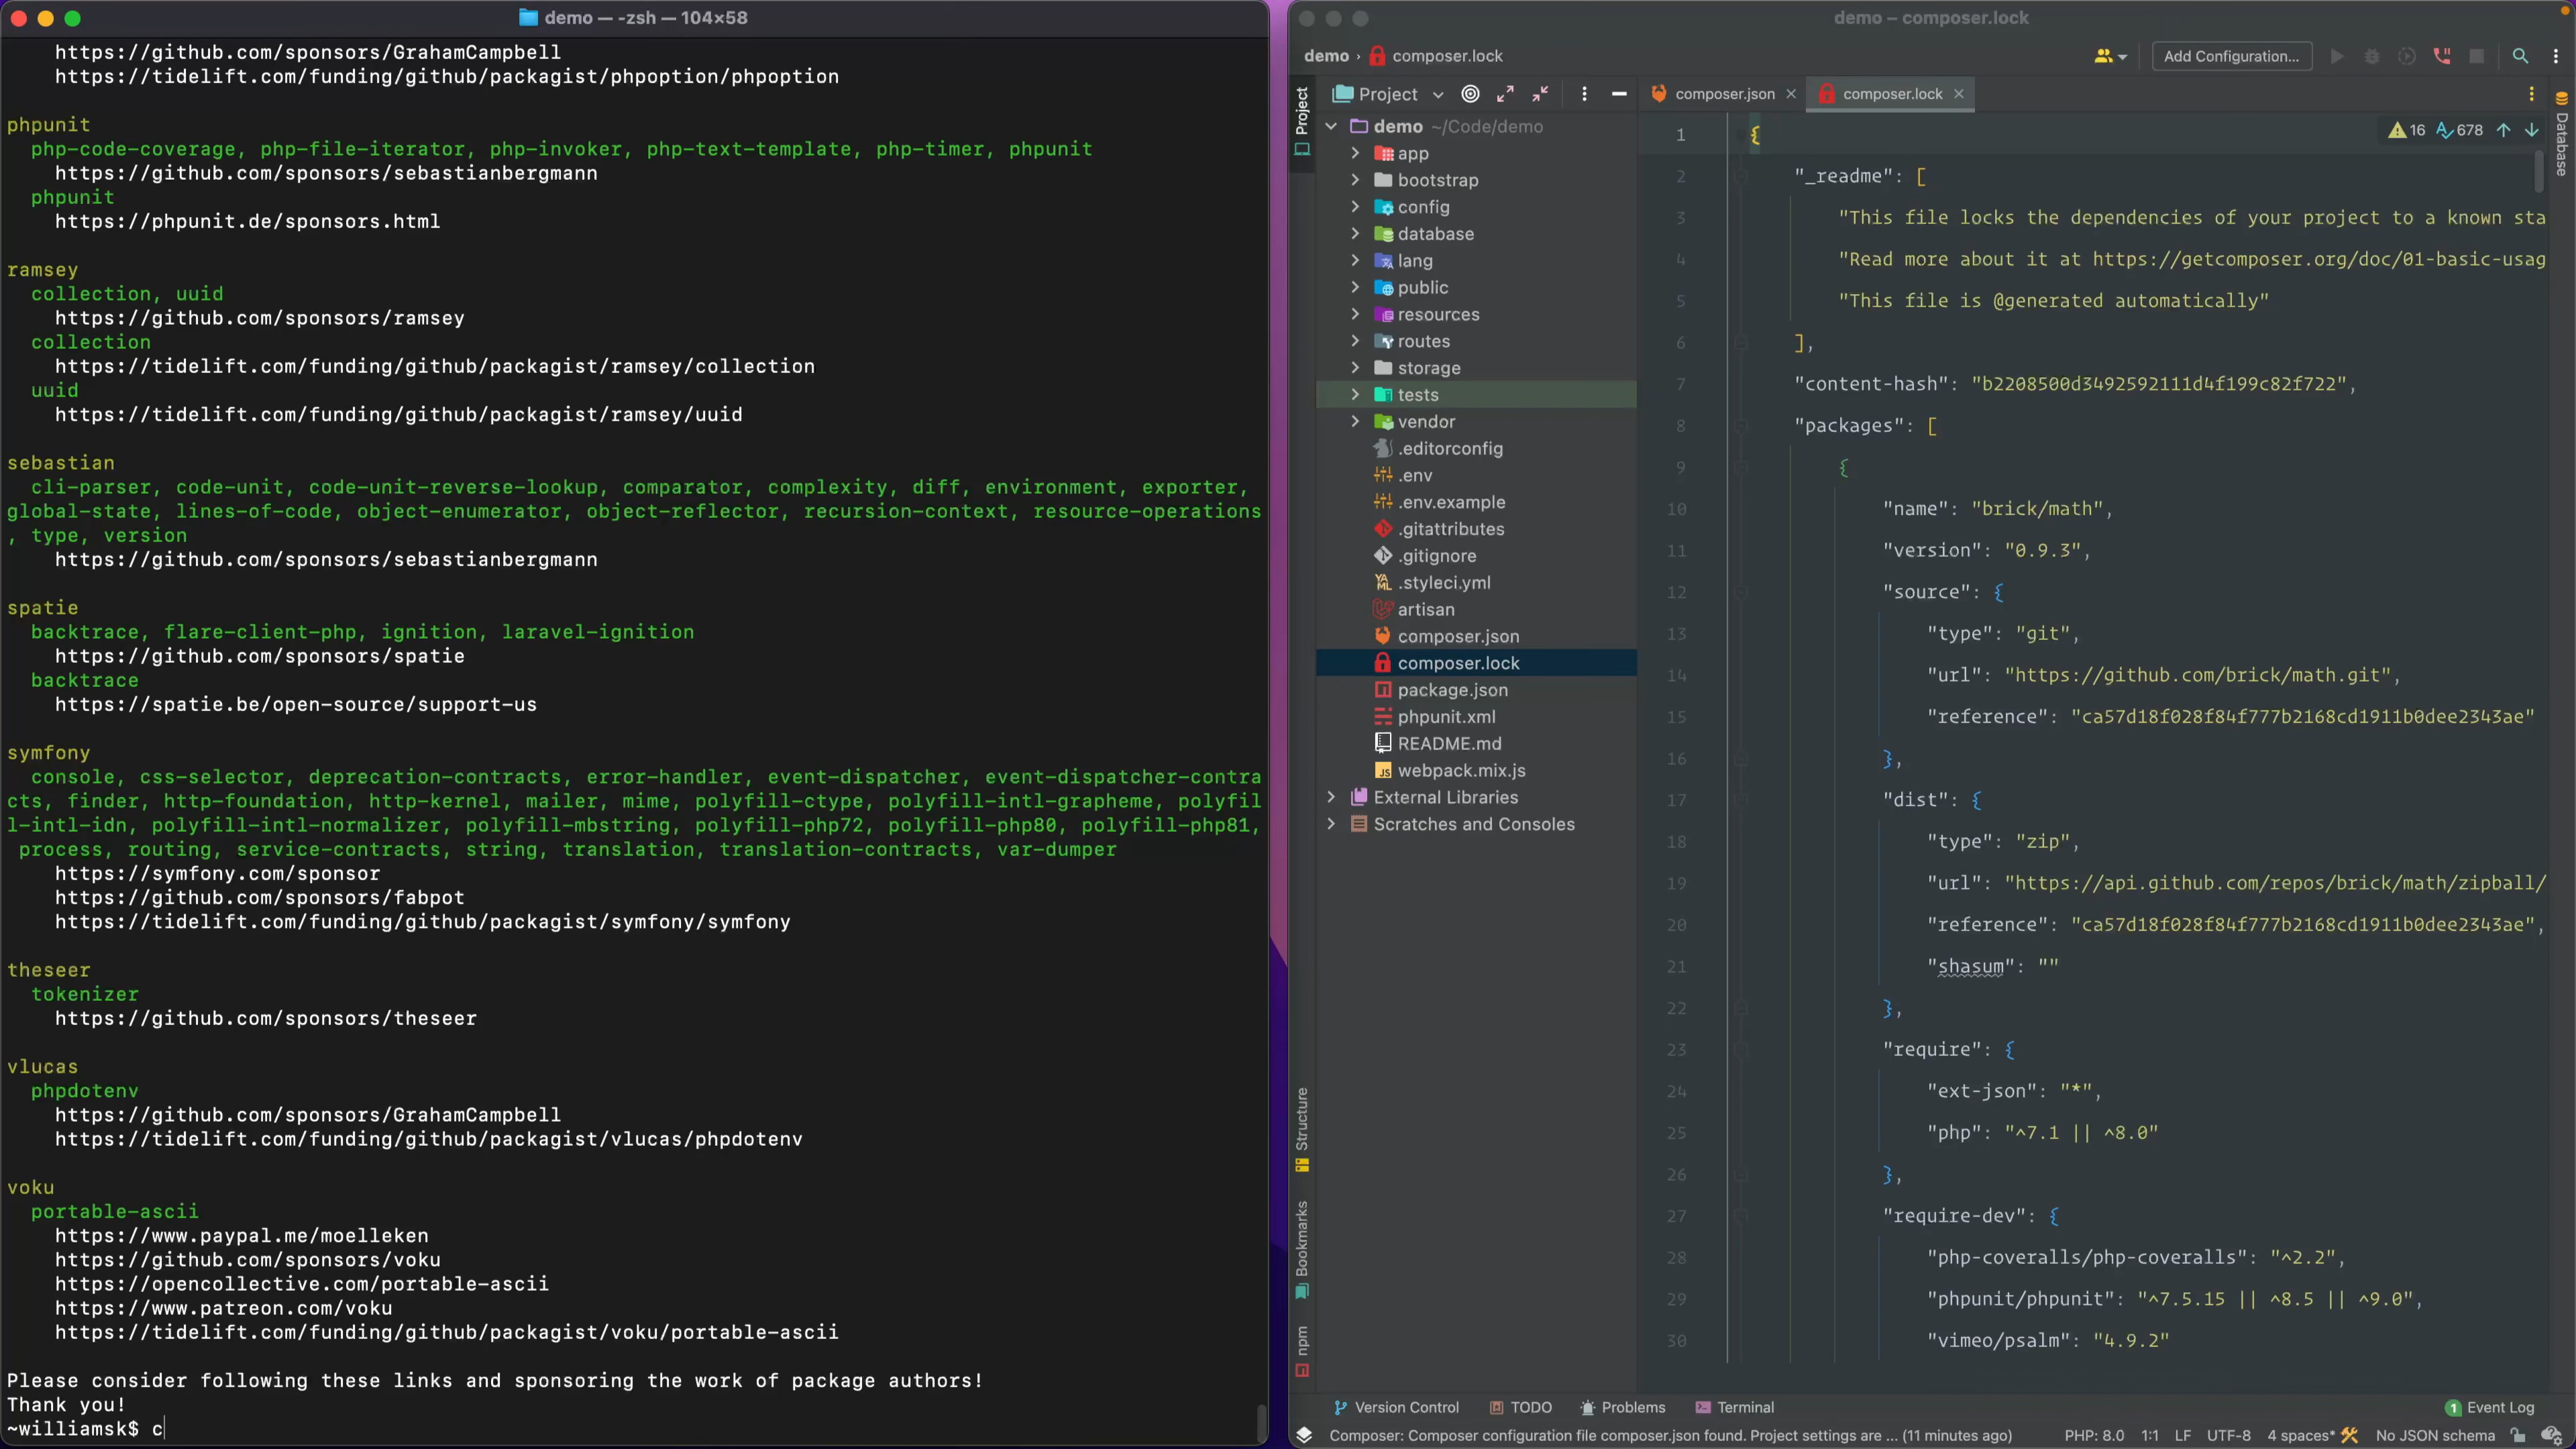 demo — -zsh — 104×58
https://github.com/sponsors/GrahamCampbell
https://tidelift.com/funding/github/packagist/phpoption/phpoption
phpunit
php-code-coverage, php-file-iterator, php-invoker, php-text-template, php-timer, phpunit
https://github.com/sponsors/sebastianbergmann
phpunit
https://phpunit.de/sponsors.html
ramsey
collection, uuid
https://github.com/sponsors/ramsey
collection
https://tidelift.com/funding/github/packagist/ramsey/collection
uuid
https://tidelift.com/funding/github/packagist/ramsey/uuid
sebastian
cli-parser, code-unit, code-unit-reverse-lookup, comparator, complexity, diff, environment, exporter,
global-state, lines-of-code, object-enumerator, object-reflector, recursion-context, resource-operations
, type, version
https://github.com/sponsors/sebastianbergmann
spatie
backtrace, flare-client-php, ignition, laravel-ignition
https://github.com/sponsors/spatie
backtrace
https://spatie.be/open-source/support-us
symfony
console, css-selector, deprecation-contracts, error-handler, event-dispatcher, event-dispatcher-contra
cts, finder, http-foundation, http-kernel, mailer, mime, polyfill-ctype, polyfill-intl-grapheme, polyfil
l-intl-idn, polyfill-intl-normalizer, polyfill-mbstring, polyfill-php72, polyfill-php80, polyfill-php81,
process, routing, service-contracts, string, translation, translation-contracts, var-dumper
https://symfony.com/sponsor
https://github.com/sponsors/fabpot
https://tidelift.com/funding/github/packagist/symfony/symfony
theseer
tokenizer
https://github.com/sponsors/theseer
vlucas
phpdotenv
https://github.com/sponsors/GrahamCampbell
https://tidelift.com/funding/github/packagist/vlucas/phpdotenv
voku
portable-ascii
https://www.paypal.me/moelleken
https://github.com/sponsors/voku
https://opencollective.com/portable-ascii
https://www.patreon.com/voku
https://tidelift.com/funding/github/packagist/voku/portable-ascii
Please consider following these links and sponsoring the work of package authors!
Thank you!
~williamsk$ c
demo – composer.lock
demo › composer.lock
Add Configuration...
Project
Project
composer.json
composer.lock
demo ~/Code/demo
app
bootstrap
config
database
lang
public
resources
routes
storage
tests
vendor
.editorconfig
.env
.env.example
.gitattributes
.gitignore
.styleci.yml
artisan
composer.json
composer.lock
package.json
phpunit.xml
README.md
webpack.mix.js
External Libraries
Scratches and Consoles
Structure
Bookmarks
npm
16 678
Database
1 {
2 "_readme": [
3 "This file locks the dependencies of your project to a known sta
4 "Read more about it at https://getcomposer.org/doc/01-basic-usag
5 "This file is @generated automatically"
6 ],
7 "content-hash": "b2208500d3492592111d4f199c82f722",
8 "packages": [
9 {
10 "name": "brick/math",
11 "version": "0.9.3",
12 "source": {
13 "type": "git",
14 "url": "https://github.com/brick/math.git",
15 "reference": "ca57d18f028f84f777b2168cd1911b0dee2343ae"
16 },
17 "dist": {
18 "type": "zip",
19 "url": "https://api.github.com/repos/brick/math/zipball/
20 "reference": "ca57d18f028f84f777b2168cd1911b0dee2343ae",
21 "shasum": ""
22 },
23 "require": {
24 "ext-json": "*",
25 "php": "^7.1 || ^8.0"
26 },
27 "require-dev": {
28 "php-coveralls/php-coveralls": "^2.2",
29 "phpunit/phpunit": "^7.5.15 || ^8.5 || ^9.0",
30 "vimeo/psalm": "4.9.2"
Version Control TODO Problems Terminal 1 Event Log
Composer: Composer configuration file composer.json found. Project settings are ... (11 minutes ago) PHP: 8.0 1:1 LF UTF-8 4 spaces* No JSON schema